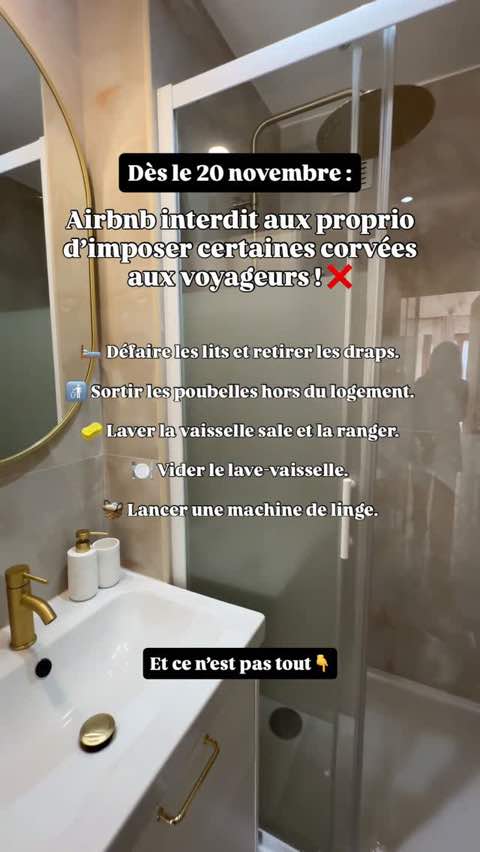 Dès le 20 novembre :
Airbnb interdit aux proprio
d'imposer certaines corvées
aux voyageurs ! ❌
🛏️ Défaire les lits et retirer les draps.
🚮 Sortir les poubelles hors du logement.
🧽 Laver la vaisselle sale et la ranger.
🍽️ Vider le lave-vaisselle.
🧺 Lancer une machine de linge.
Et ce n'est pas tout👇